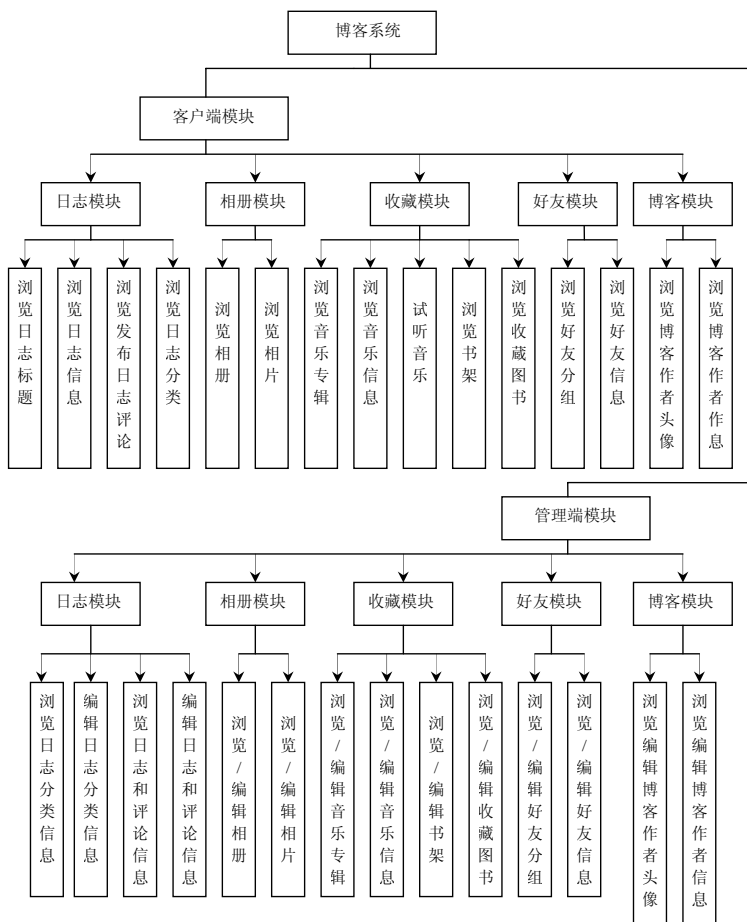 博客系统
客户端模块
日志模块
相册模块
收藏模块
好友模块
博客模块
浏览日志标题
浏览日志信息
浏览发布日志评论
浏览日志分类
浏览相册
浏览相片
浏览音乐专辑
浏览音乐信息
试听音乐
浏览书架
浏览收藏图书
浏览好友分组
浏览好友信息
浏览博客作者头像
浏览博客作者作息
管理端模块
日志模块
相册模块
收藏模块
好友模块
博客模块
浏览日志分类信息
编辑日志分类信息
浏览日志和评论信息
编辑日志和评论信息
浏览/编辑相册
浏览/编辑相片
浏览/编辑音乐专辑
浏览/编辑音乐信息
浏览/编辑书架
浏览/编辑收藏图书
浏览/编辑好友分组
浏览/编辑好友信息
浏览编辑博客作者头像
浏览编辑博客作者信息